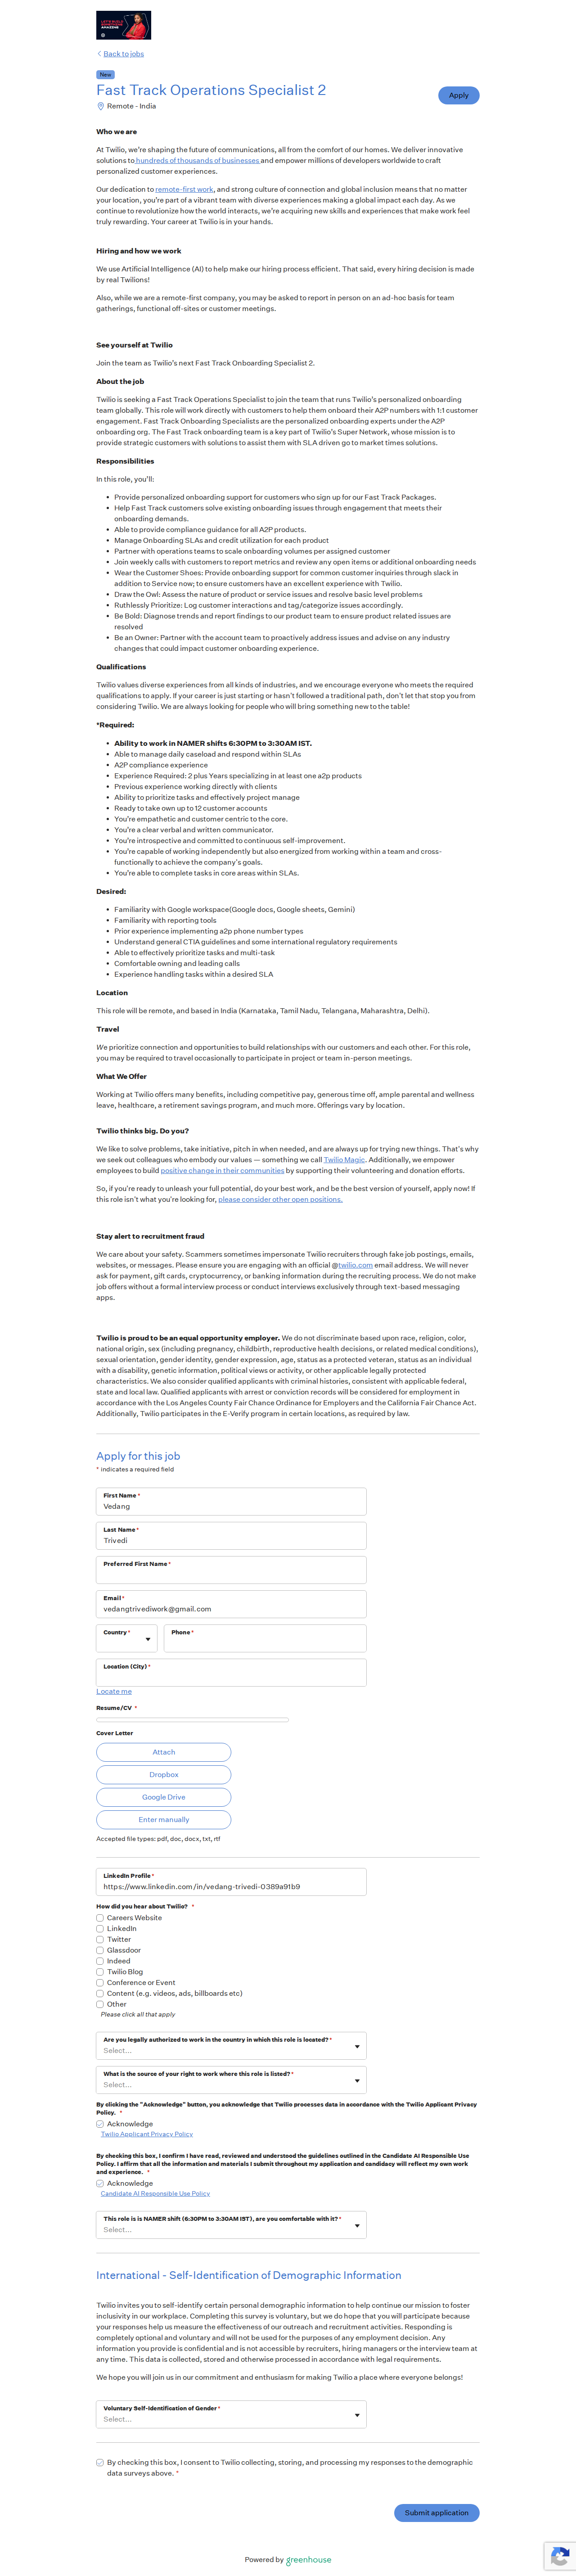 Back to jobs
New
Fast Track Operations Specialist 2
Apply
Remote - India
Who we are
At Twilio, we're shaping the future of communications, all from the comfort of our homes. We deliver innovative
solutions to hundreds of thousands of businesses and empower millions of developers worldwide to craft
personalized customer experiences.
Our dedication to remote-first work, and strong culture of connection and global inclusion means that no matter
your location, you're part of a vibrant team with diverse experiences making a global impact each day. As we
continue to revolutionize how the world interacts, we're acquiring new skills and experiences that make work feel
truly rewarding. Your career at Twilio is in your hands.
Hiring and how we work
We use Artificial Intelligence (AI) to help make our hiring process efficient. That said, every hiring decision is made
by real Twilions!
Also, while we are a remote-first company, you may be asked to report in person on an ad-hoc basis for team
gatherings, functional off-sites or customer meetings.
See yourself at Twilio
Join the team as Twilio's next Fast Track Onboarding Specialist 2.
About the job
Twilio is seeking a Fast Track Operations Specialist to join the team that runs Twilio's personalized onboarding
team globally. This role will work directly with customers to help them onboard their A2P numbers with 1:1 customer
engagement. Fast Track Onboarding Specialists are the personalized onboarding experts under the A2P
onboarding org. The Fast Track onboarding team is a key part of Twilio's Super Network, whose mission is to
provide strategic customers with solutions to assist them with SLA driven go to market times solutions.
Responsibilities
In this role, you'll:
• Provide personalized onboarding support for customers who sign up for our Fast Track Packages.
• Help Fast Track customers solve existing onboarding issues through engagement that meets their
onboarding demands.
• Able to provide compliance guidance for all A2P products.
• Manage Onboarding SLAs and credit utilization for each product
• Partner with operations teams to scale onboarding volumes per assigned customer
• Join weekly calls with customers to report metrics and review any open items or additional onboarding needs
• Wear the Customer Shoes: Provide onboarding support for common customer inquiries through slack in
addition to Service now; to ensure customers have an excellent experience with Twilio.
• Draw the Owl: Assess the nature of product or service issues and resolve basic level problems
• Ruthlessly Prioritize: Log customer interactions and tag/categorize issues accordingly.
• Be Bold: Diagnose trends and report findings to our product team to ensure product related issues are
resolved
• Be an Owner: Partner with the account team to proactively address issues and advise on any industry
changes that could impact customer onboarding experience.
Qualifications
Twilio values diverse experiences from all kinds of industries, and we encourage everyone who meets the required
qualifications to apply. If your career is just starting or hasn't followed a traditional path, don't let that stop you from
considering Twilio. We are always looking for people who will bring something new to the table!
*Required:
• Ability to work in NAMER shifts 6:30PM to 3:30AM IST.
• Able to manage daily caseload and respond within SLAs
• A2P compliance experience
• Experience Required: 2 plus Years specializing in at least one a2p products
• Previous experience working directly with clients
• Ability to prioritize tasks and effectively project manage
• Ready to take own up to 12 customer accounts
• You're empathetic and customer centric to the core.
• You're a clear verbal and written communicator.
• You're introspective and committed to continuous self-improvement.
• You're capable of working independently but also energized from working within a team and cross-
functionally to achieve the company's goals.
• You're able to complete tasks in core areas within SLAs.
Desired:
• Familiarity with Google workspace(Google docs, Google sheets, Gemini)
• Familiarity with reporting tools
• Prior experience implementing a2p phone number types
• Understand general CTIA guidelines and some international regulatory requirements
• Able to effectively prioritize tasks and multi-task
• Comfortable owning and leading calls
• Experience handling tasks within a desired SLA
Location
This role will be remote, and based in India (Karnataka, Tamil Nadu, Telangana, Maharashtra, Delhi).
Travel
We prioritize connection and opportunities to build relationships with our customers and each other. For this role,
you may be required to travel occasionally to participate in project or team in-person meetings.
What We Offer
Working at Twilio offers many benefits, including competitive pay, generous time off, ample parental and wellness
leave, healthcare, a retirement savings program, and much more. Offerings vary by location.
Twilio thinks big. Do you?
We like to solve problems, take initiative, pitch in when needed, and are always up for trying new things. That's why
we seek out colleagues who embody our values — something we call Twilio Magic. Additionally, we empower
employees to build positive change in their communities by supporting their volunteering and donation efforts.
So, if you're ready to unleash your full potential, do your best work, and be the best version of yourself, apply now! If
this role isn't what you're looking for, please consider other open positions.
Stay alert to recruitment fraud
We care about your safety. Scammers sometimes impersonate Twilio recruiters through fake job postings, emails,
websites, or messages. Please ensure you are engaging with an official @twilio.com email address. We will never
ask for payment, gift cards, cryptocurrency, or banking information during the recruiting process. We do not make
job offers without a formal interview process or conduct interviews exclusively through text-based messaging
apps.
Twilio is proud to be an equal opportunity employer. We do not discriminate based upon race, religion, color,
national origin, sex (including pregnancy, childbirth, reproductive health decisions, or related medical conditions),
sexual orientation, gender identity, gender expression, age, status as a protected veteran, status as an individual
with a disability, genetic information, political views or activity, or other applicable legally protected
characteristics. We also consider qualified applicants with criminal histories, consistent with applicable federal,
state and local law. Qualified applicants with arrest or conviction records will be considered for employment in
accordance with the Los Angeles County Fair Chance Ordinance for Employers and the California Fair Chance Act.
Additionally, Twilio participates in the E-Verify program in certain locations, as required by law.
Apply for this job
* indicates a required field
First Name *
Vedang
Last Name *
Trivedi
Preferred First Name *
Email *
vedangtrivediwork@gmail.com
Country *
Phone *
Location (City) *
Locate me
Resume/CV *
Cover Letter
Attach
Dropbox
Google Drive
Enter manually
Accepted file types: pdf, doc, docx, txt, rtf
LinkedIn Profile *
https://www.linkedin.com/in/vedang-trivedi-0389a91b9
How did you hear about Twilio? *
Careers Website
LinkedIn
Twitter
Glassdoor
Indeed
Twilio Blog
Conference or Event
Content (e.g. videos, ads, billboards etc)
Other
Please click all that apply
Are you legally authorized to work in the country in which this role is located? *
Select...
What is the source of your right to work where this role is listed? *
Select...
By clicking the "Acknowledge" button, you acknowledge that Twilio processes data in accordance with the Twilio Applicant Privacy
Policy. *
Acknowledge
Twilio Applicant Privacy Policy
By checking this box, I confirm I have read, reviewed and understood the guidelines outlined in the Candidate AI Responsible Use
Policy. I affirm that all the information and materials I submit throughout my application and candidacy will reflect my own work
and experience. *
Acknowledge
Candidate AI Responsible Use Policy
This role is is NAMER shift (6:30PM to 3:30AM IST), are you comfortable with it? *
Select...
International - Self-Identification of Demographic Information
Twilio invites you to self-identify certain personal demographic information to help continue our mission to foster
inclusivity in our workplace. Completing this survey is voluntary, but we do hope that you will participate because
your responses help us measure the effectiveness of our outreach and recruitment activities. Responding is
completely optional and voluntary and will not be used for the purposes of any employment decision. Any
information you provide is confidential and is not accessible by recruiters, hiring managers or the interview team at
any time. This data is collected, stored and otherwise processed in accordance with legal requirements.
We hope you will join us in our commitment and enthusiasm for making Twilio a place where everyone belongs!
Voluntary Self-Identification of Gender *
Select...
By checking this box, I consent to Twilio collecting, storing, and processing my responses to the demographic
data surveys above. *
Submit application
Powered by greenhouse